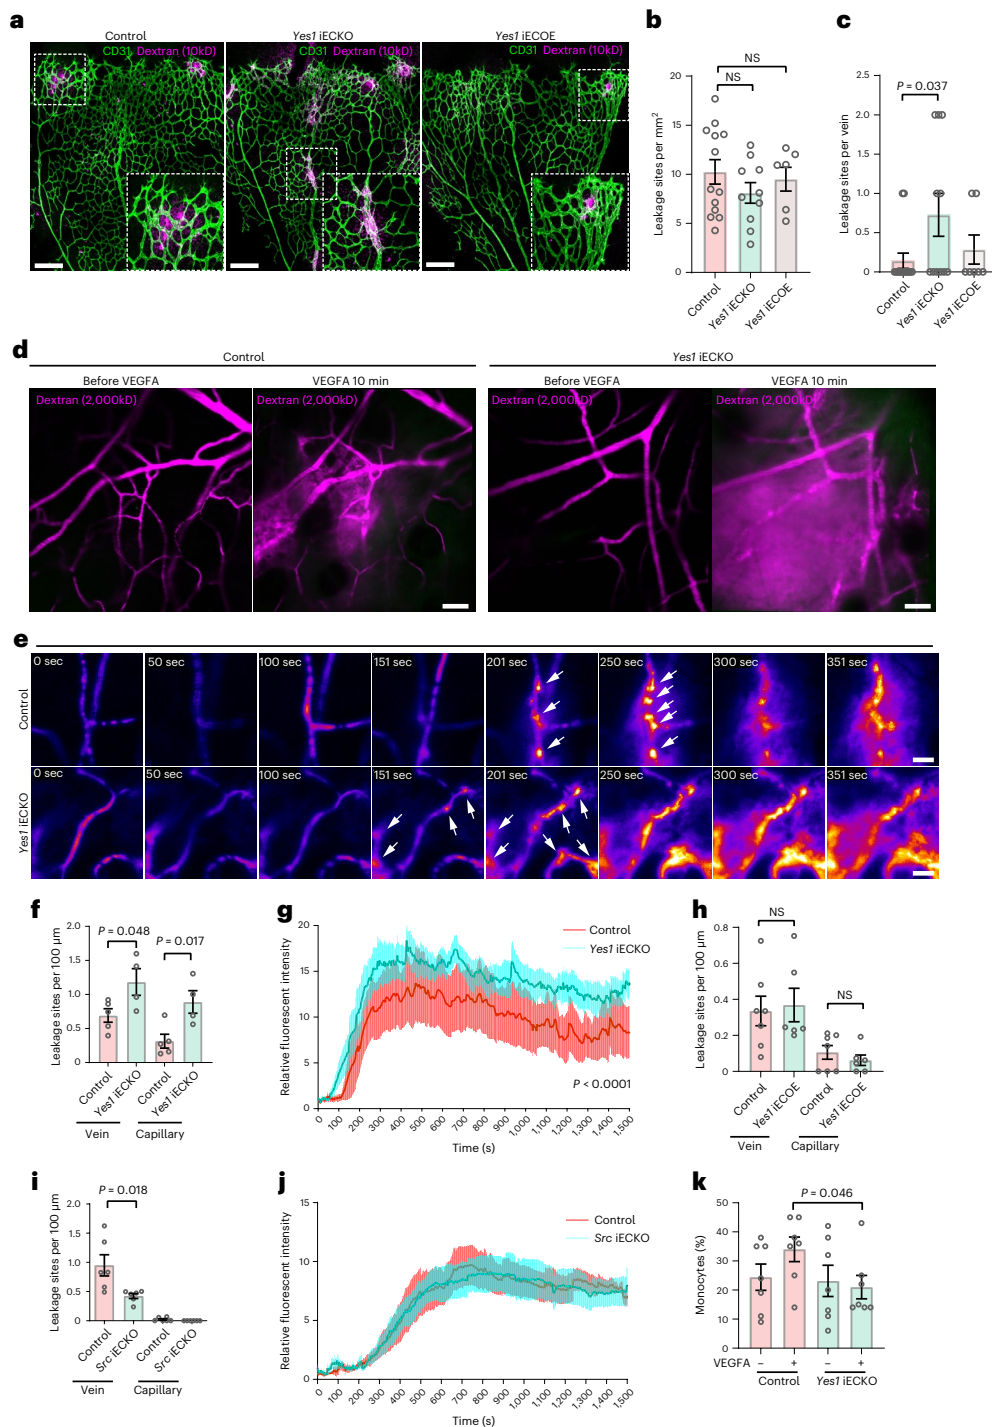 a
Control
Yes1 iECKO
Yes1 iECOE
CD31 Dextran (10kD)
CD31 Dextran (10kD)
CD31 Dextran (10kD)
b
Leakage sites per mm2
20
15
10
5
0
NS
NS
Control
Yes1 iECKO
Yes1 iECOE
c
Leakage sites per vein
2.5
2.0
1.5
1.0
0.5
0
P = 0.037
Control
Yes1 iECKO
Yes1 iECOE
d
Control
Yes1 iECKO
Before VEGFA
VEGFA 10 min
Before VEGFA
VEGFA 10 min
Dextran (2,000kD)
Dextran (2,000kD)
Dextran (2,000kD)
Dextran (2,000kD)
e
Control
0 sec
50 sec
100 sec
151 sec
201 sec
250 sec
300 sec
351 sec
Yes1 iECKO
0 sec
50 sec
100 sec
151 sec
201 sec
250 sec
300 sec
351 sec
f
Leakage sites per 100 µm
2.0
1.5
1.0
0.5
0
P = 0.048
P = 0.017
Control
Yes1 iECKO
Control
Yes1 iECKO
Vein
Capillary
g
Relative fluorescent intensity
20
15
10
5
0
Control
Yes1 iECKO
P < 0.0001
0
100
200
300
400
500
600
700
800
900
1,000
1,100
1,200
1,300
1,400
1,500
Time (s)
h
Leakage sites per 100 µm
0.8
0.6
0.4
0.2
0
NS
NS
Control
Yes1 iECOE
Control
Yes1 iECOE
Vein
Capillary
i
Leakage sites per 100 µm
2.0
1.5
1.0
0.5
0
P = 0.018
Control
Src iECKO
Control
Src iECKO
Vein
Capillary
j
Relative fluorescent intensity
15
10
5
0
Control
Src iECKO
0
100
200
300
400
500
600
700
800
900
1,000
1,100
1,200
1,300
1,400
1,500
Time (s)
k
Monocytes (%)
50
40
30
20
10
0
P = 0.046
VEGFA – + – +
Control
Yes1 iECKO